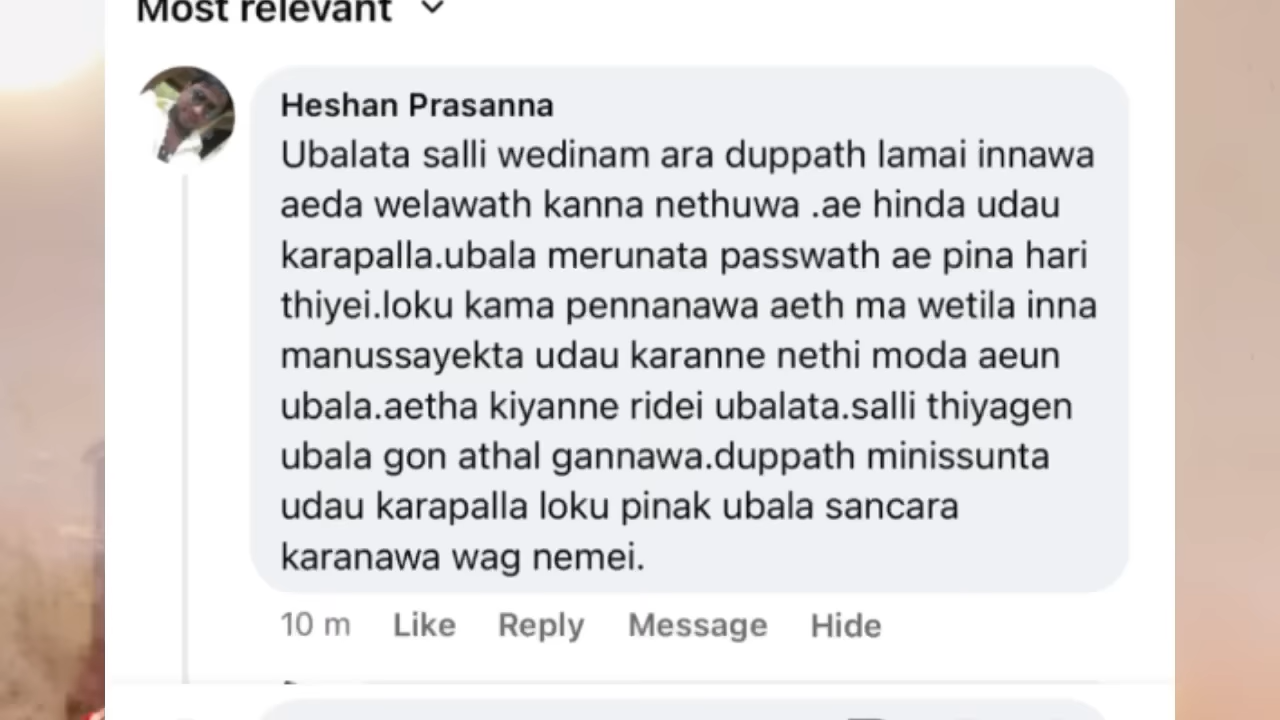 Most relevant
Heshan Prasanna
Ubalata salli wedinam ara duppath lamai innawa
aeda welawath kanna nethuwa .ae hinda udau
karapalla.ubala merunata passwath ae pina hari
thiyei.loku kama pennanawa aeth ma wetila inna
manussayekta udau karanne nethi moda aeun
ubala.aetha kiyanne ridei ubalata.salli thiyagen
ubala gon athal gannawa.duppath minissunta
udau karapalla loku pinak ubala sancara
karanawa wag nemei.
10 m Like Reply Message Hide